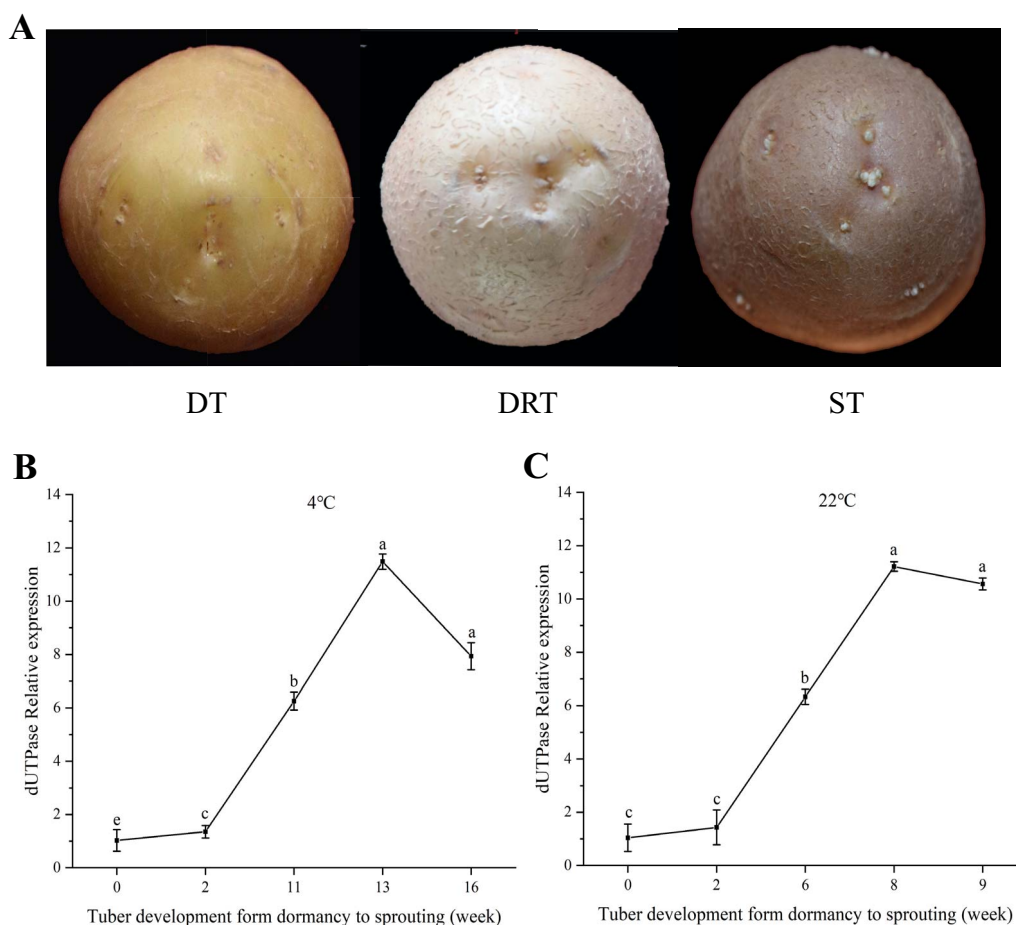 A
DT DRT ST
B
4°C
dUTPase Relative expression
14
12
10
8
6
4
2
0
e
c
b
a
a
0 2 11 13 16
Tuber development form dormancy to sprouting (week)
C
22°C
dUTPase Relative expression
14
12
10
8
6
4
2
0
c
c
b
a
a
0 2 6 8 9
Tuber development form dormancy to sprouting (week)